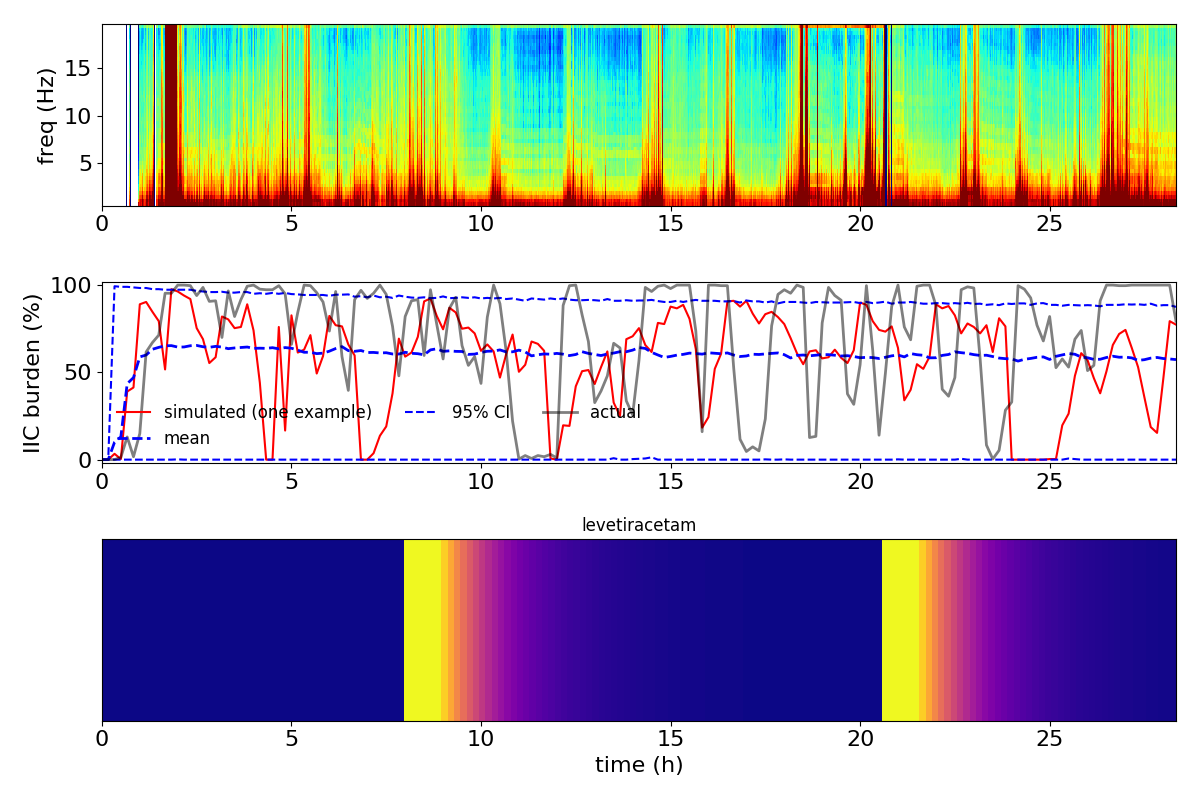 freq (Hz)
15
10
5
0 5 10 15 20 25
IIC burden (%)
100
50
0
simulated (one example) 95% CI actual
mean
0 5 10 15 20 25
levetiracetam
0 5 10 15 20 25
time (h)